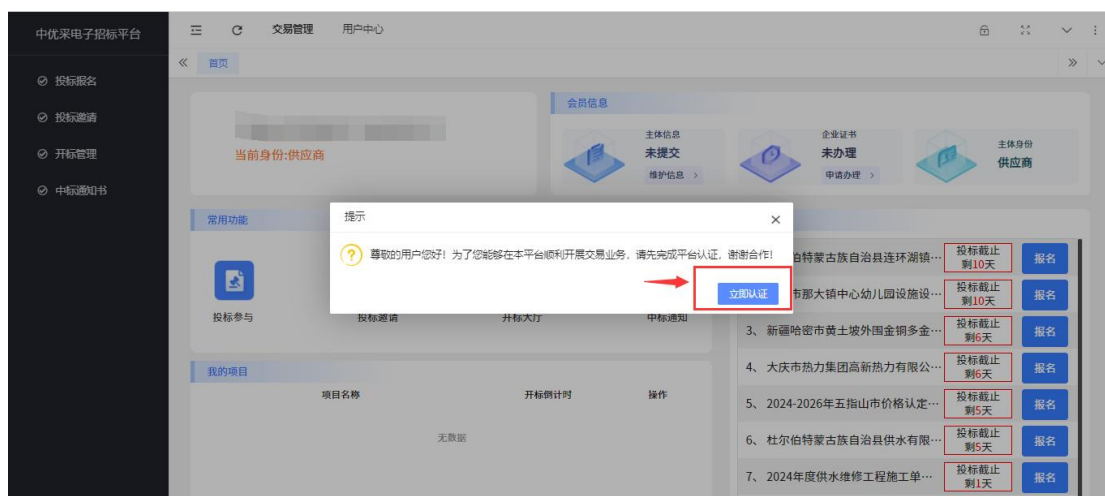 中优采电子招标平台
交易管理
用户中心
首页
投标报名
投标邀请
开标管理
中标通知书
当前身份:供应商
会员信息
主体信息
未提交
维护信息 >
企业证书
未办理
申请办理 >
主体身份
供应商
常用功能
提示
尊敬的用户您好！为了您能够在本平台顺利开展交易业务，请先完成平台认证，谢谢合作!
立即认证
投标参与
投标邀请
开标大厅
中标通知
伯特蒙古族自治县连环湖镇… 投标截止剩10天 报名
市那大镇中心幼儿园设施设… 投标截止剩10天 报名
3、 新疆哈密市黄土坡外围金铜多金… 投标截止剩6天 报名
4、 大庆市热力集团高新热力有限公… 投标截止剩6天 报名
5、 2024-2026年五指山市价格认定… 投标截止剩5天 报名
6、 杜尔伯特蒙古族自治县供水有限… 投标截止剩5天 报名
7、 2024年度供水维修工程施工单… 投标截止剩1天 报名
我的项目
项目名称 开标倒计时 操作
无数据